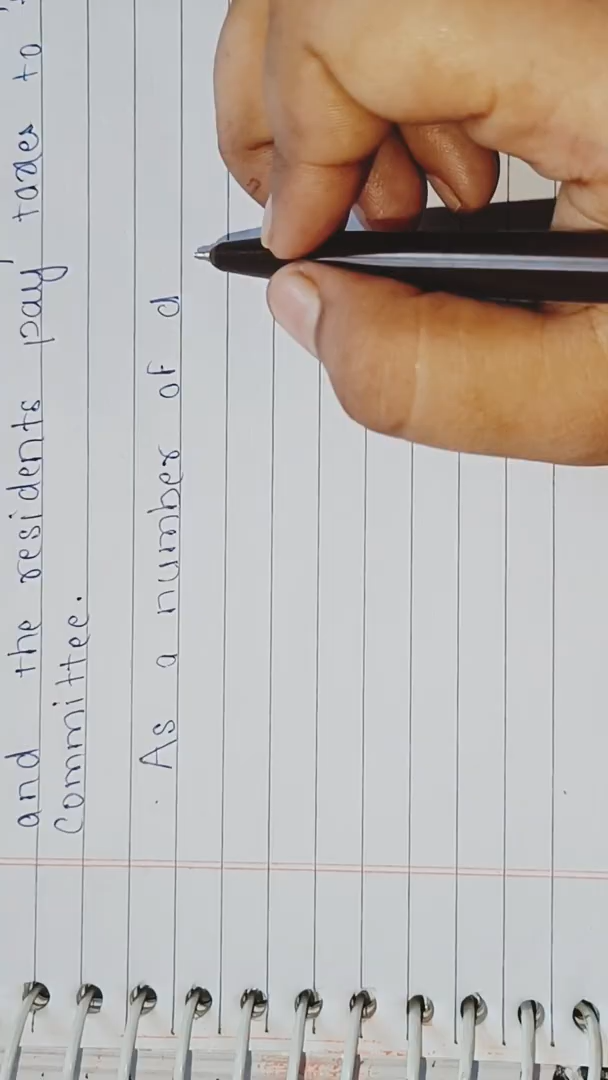 and the residents pay taxes to
Committee.
As a number of d